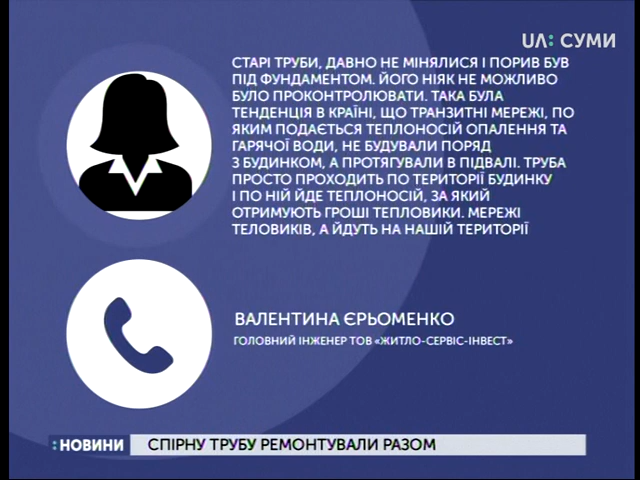 UA: СУМИ
СТАРІ ТРУБИ, ДАВНО НЕ МІНЯЛИСЯ І ПОРИВ БУВ
ПІД ФУНДАМЕНТОМ. ЙОГО НІЯК НЕ МОЖЛИВО
БУЛО ПРОКОНТРОЛЮВАТИ. ТАКА БУЛА
ТЕНДЕНЦІЯ В КРАЇНІ, ЩО ТРАНЗИТНІ МЕРЕЖІ, ПО
ЯКИМ ПОДАЄТЬСЯ ТЕПЛОНОСІЙ ОПАЛЕННЯ ТА
ГАРЯЧОЇ ВОДИ, НЕ БУДУВАЛИ ПОРЯД
З БУДИНКОМ, А ПРОТЯГУВАЛИ В ПІДВАЛІ. ТРУБА
ПРОСТО ПРОХОДИТЬ ПО ТЕРИТОРІЇ БУДИНКУ
І ПО НІЙ ЙДЕ ТЕПЛОНОСІЙ, ЗА ЯКИЙ
ОТРИМУЮТЬ ГРОШІ ТЕПЛОВИКИ. МЕРЕЖІ
ТЕЛОВИКІВ, А ЙДУТЬ НА НАШІЙ ТЕРИТОРІЇ
ВАЛЕНТИНА ЄРЬОМЕНКО
ГОЛОВНИЙ ІНЖЕНЕР ТОВ «ЖИТЛО-СЕРВІС-ІНВЕСТ»
:НОВИНИ СПІРНУ ТРУБУ РЕМОНТУВАЛИ РАЗОМ